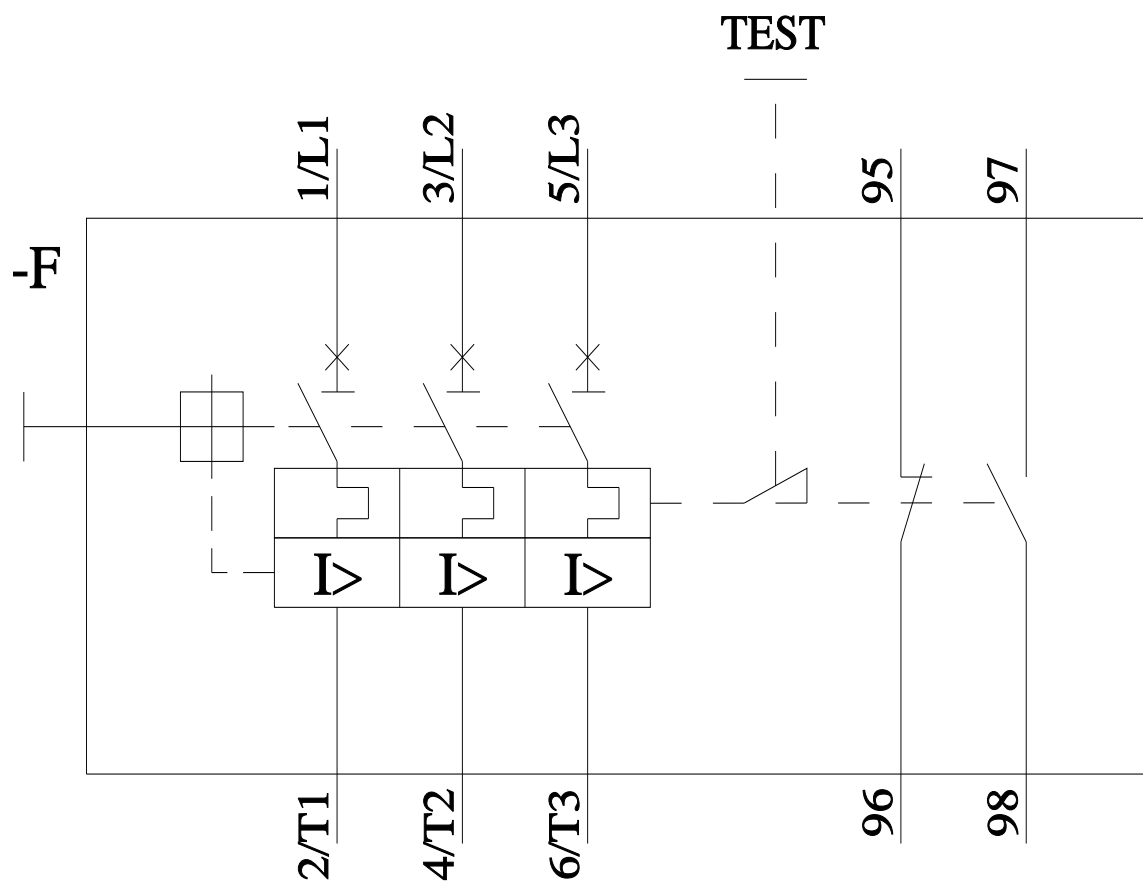 TEST
1/L1
3/L2
5/L3
95
97
-F
I>
I>
I>
2/T1
4/T2
6/T3
96
98